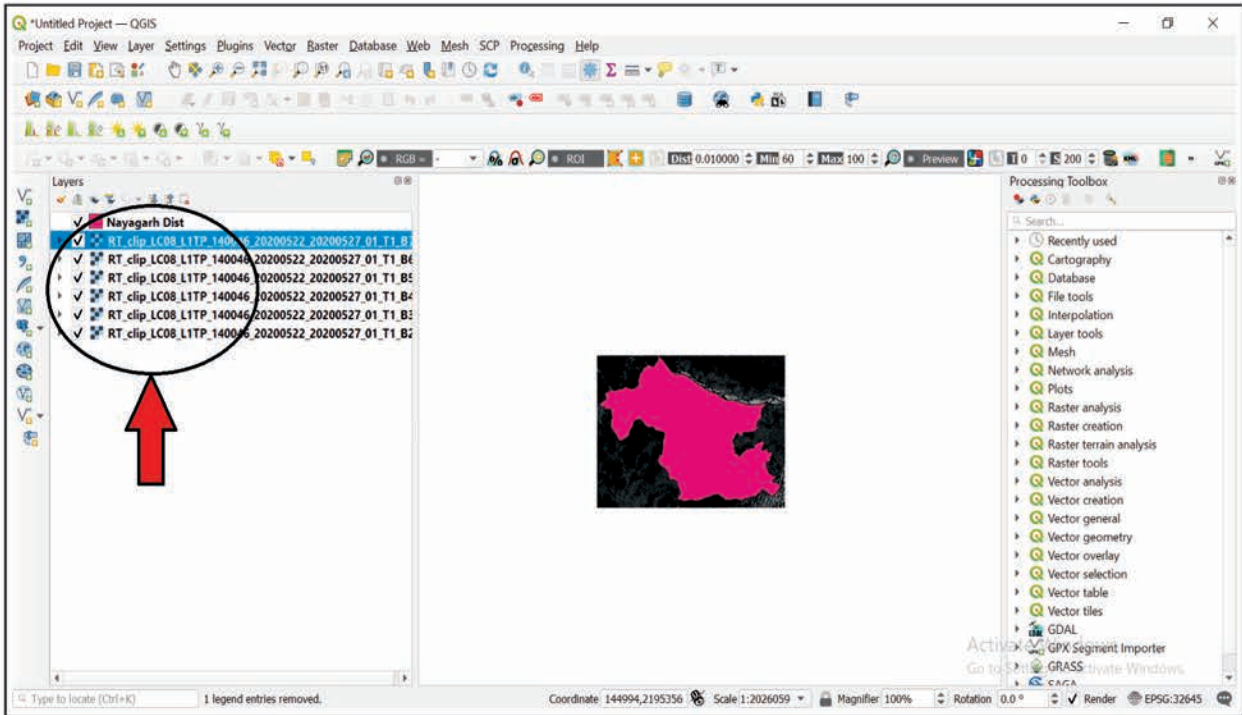 *Untitled Project — QGIS
Project Edit View Layer Settings Plugins Vector Raster Database Web Mesh SCP Processing Help
RGB = -
ROI
Dist 0.010000 Min 60 Max 100
Preview
0 S 200
Layers
Nayagarh Dist
RT_clip_LC08_L1TP_140046_20200522_20200527_01_T1_B7
RT_clip_LC08_L1TP_140046_20200522_20200527_01_T1_B6
RT_clip_LC08_L1TP_140046_20200522_20200527_01_T1_B5
RT_clip_LC08_L1TP_140046_20200522_20200527_01_T1_B4
RT_clip_LC08_L1TP_140046_20200522_20200527_01_T1_B3
RT_clip_LC08_L1TP_140046_20200522_20200527_01_T1_B2
Processing Toolbox
Search...
Recently used
Cartography
Database
File tools
Interpolation
Layer tools
Mesh
Network analysis
Plots
Raster analysis
Raster creation
Raster terrain analysis
Raster tools
Vector analysis
Vector creation
Vector general
Vector geometry
Vector overlay
Vector selection
Vector table
Vector tiles
GDAL
GPX Segment Importer
GRASS
SAGA
Activate Windows
Go to Settings to activate Windows.
Type to locate (Ctrl+K) 1 legend entries removed. Coordinate 144994,2195356 Scale 1:2026059 Magnifier 100% Rotation 0.0 ° Render EPSG:32645